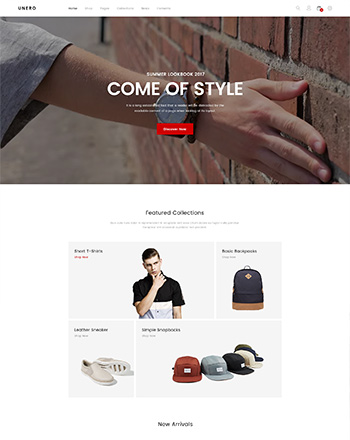 UNERO
Home Shop Pages Collections News Contacts
SUMMER LOOKBOOK 2017
COME OF STYLE
It is a long established fact that a reader will be distracted by the
readable content of a page when looking at its layout.
Discover Now
Featured Collections
Short T-Shirts
Shop Now
Basic Backpacks
Shop Now
Leather Sneaker
Shop Now
Simple Snapbacks
Shop Now
New Arrivals